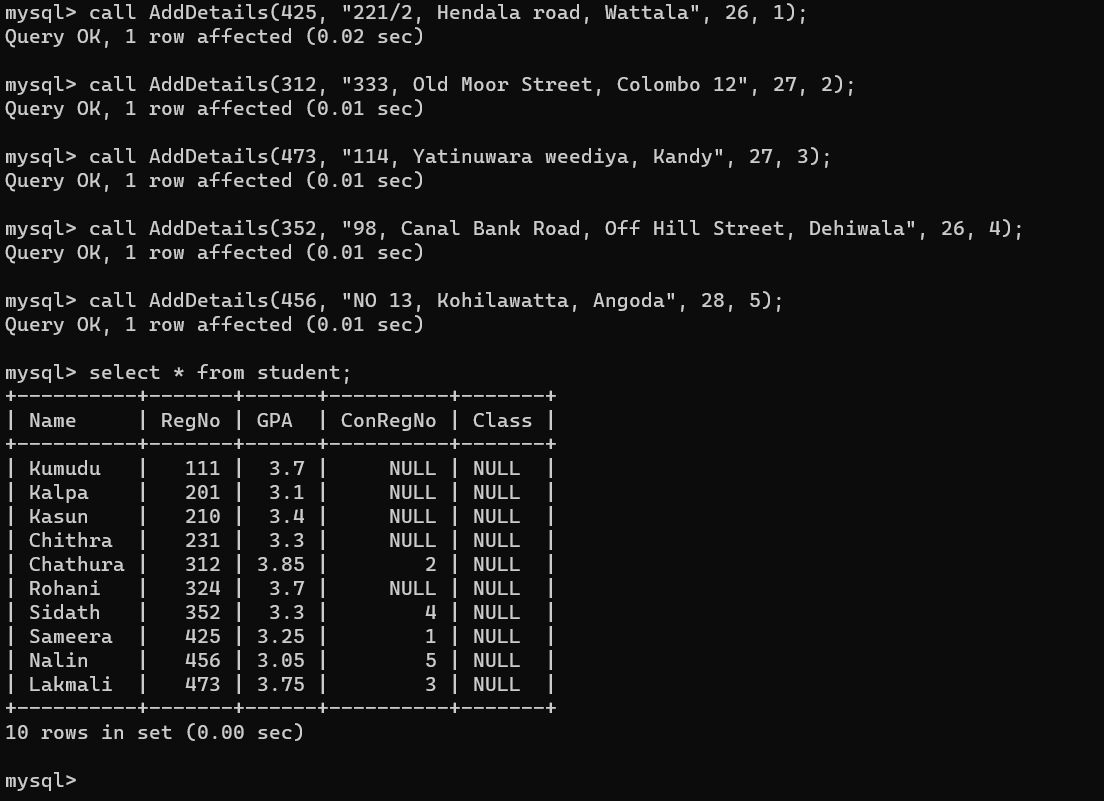 mysql> call AddDetails(425, "221/2, Hendala road, Wattala", 26, 1);
Query OK, 1 row affected (0.02 sec)

mysql> call AddDetails(312, "333, Old Moor Street, Colombo 12", 27, 2);
Query OK, 1 row affected (0.01 sec)

mysql> call AddDetails(473, "114, Yatinuwara weediya, Kandy", 27, 3);
Query OK, 1 row affected (0.01 sec)

mysql> call AddDetails(352, "98, Canal Bank Road, Off Hill Street, Dehiwala", 26, 4);
Query OK, 1 row affected (0.01 sec)

mysql> call AddDetails(456, "NO 13, Kohilawatta, Angoda", 28, 5);
Query OK, 1 row affected (0.01 sec)

mysql> select * from student;
+----------+-------+------+----------+-------+
| Name     | RegNo | GPA  | ConRegNo | Class |
+----------+-------+------+----------+-------+
| Kumudu   |   111 |  3.7 |     NULL | NULL  |
| Kalpa    |   201 |  3.1 |     NULL | NULL  |
| Kasun    |   210 |  3.4 |     NULL | NULL  |
| Chithra  |   231 |  3.3 |     NULL | NULL  |
| Chathura |   312 | 3.85 |        2 | NULL  |
| Rohani   |   324 |  3.7 |     NULL | NULL  |
| Sidath   |   352 |  3.3 |        4 | NULL  |
| Sameera  |   425 | 3.25 |        1 | NULL  |
| Nalin    |   456 | 3.05 |        5 | NULL  |
| Lakmali  |   473 | 3.75 |        3 | NULL  |
+----------+-------+------+----------+-------+
10 rows in set (0.00 sec)

mysql>